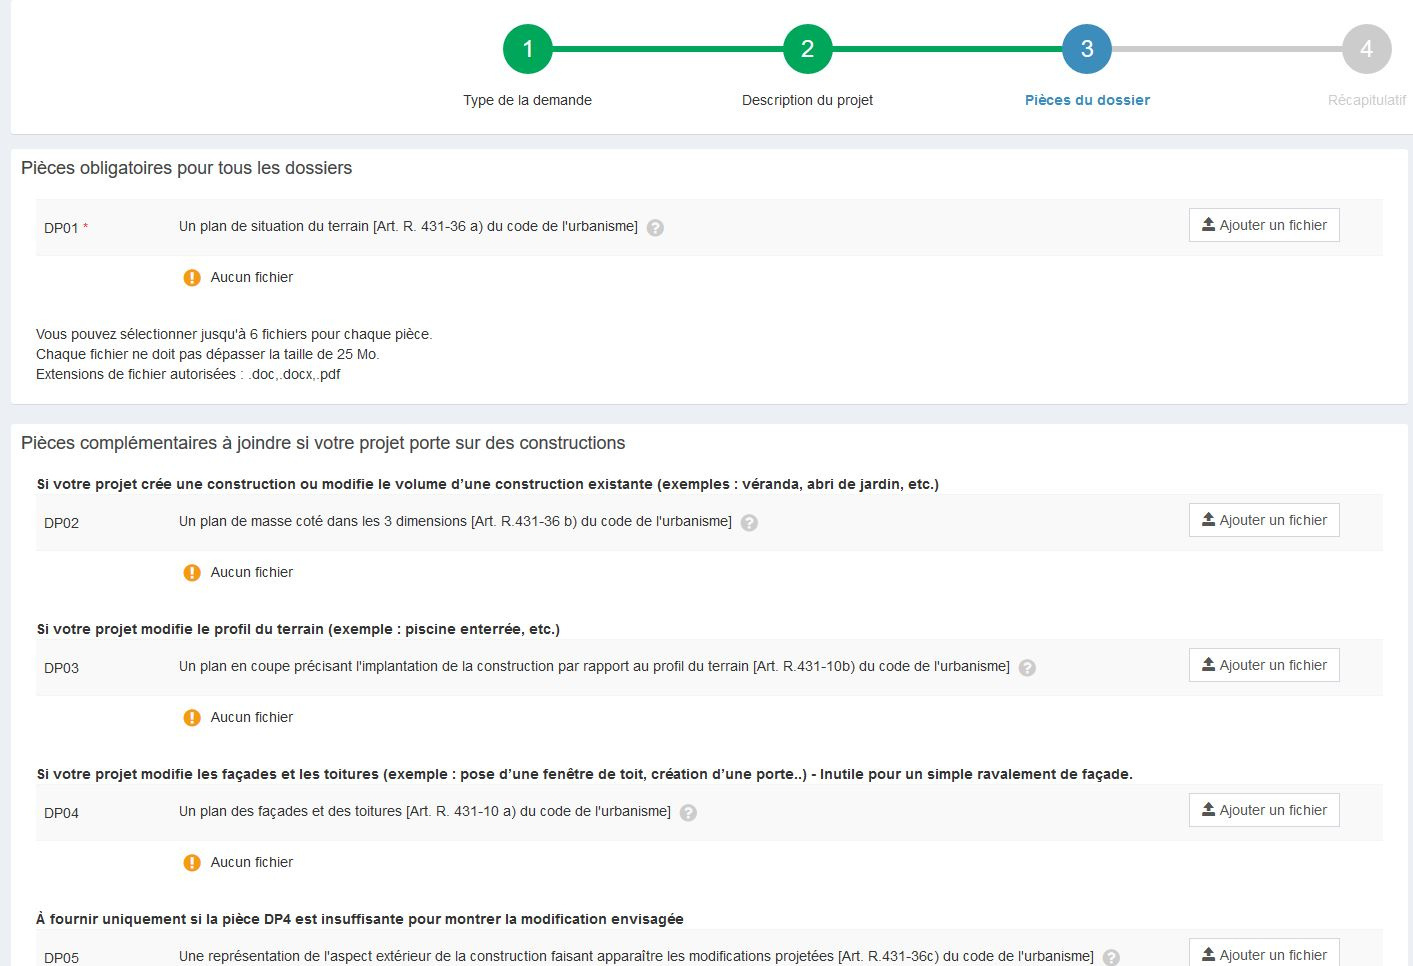 1
2
3
4
Type de la demande
Description du projet
Pièces du dossier
Récapitulatif
Pièces obligatoires pour tous les dossiers
DP01 * Un plan de situation du terrain [Art. R. 431-36 a) du code de l'urbanisme] ? Ajouter un fichier
! Aucun fichier
Vous pouvez sélectionner jusqu'à 6 fichiers pour chaque pièce.
Chaque fichier ne doit pas dépasser la taille de 25 Mo.
Extensions de fichier autorisées : .doc,.docx,.pdf
Pièces complémentaires à joindre si votre projet porte sur des constructions
Si votre projet crée une construction ou modifie le volume d’une construction existante (exemples : véranda, abri de jardin, etc.)
DP02 Un plan de masse coté dans les 3 dimensions [Art. R.431-36 b) du code de l'urbanisme] ? Ajouter un fichier
! Aucun fichier
Si votre projet modifie le profil du terrain (exemple : piscine enterrée, etc.)
DP03 Un plan en coupe précisant l'implantation de la construction par rapport au profil du terrain [Art. R.431-10b) du code de l'urbanisme] ? Ajouter un fichier
! Aucun fichier
Si votre projet modifie les façades et les toitures (exemple : pose d’une fenêtre de toit, création d’une porte..) - Inutile pour un simple ravalement de façade.
DP04 Un plan des façades et des toitures [Art. R. 431-10 a) du code de l'urbanisme] ? Ajouter un fichier
! Aucun fichier
À fournir uniquement si la pièce DP4 est insuffisante pour montrer la modification envisagée
DP05 Une représentation de l'aspect extérieur de la construction faisant apparaître les modifications projetées [Art. R.431-36c) du code de l'urbanisme] ? Ajouter un fichier